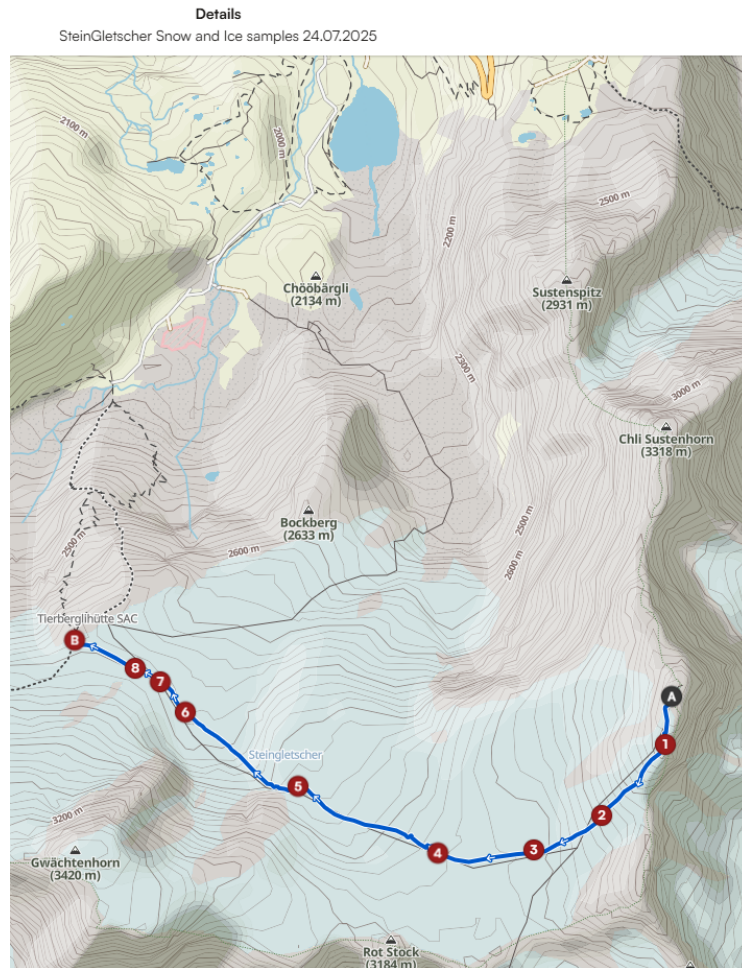 Details
SteinGletscher Snow and Ice samples 24.07.2025
2100 m
2000 m
2500 m
2200 m
Chööbärgli
(2134 m)
Sustenspitz
(2931 m)
2300 m
3000 m
Chli Sustenhorn
(3318 m)
Bockberg
(2633 m)
2500 m
2500 m
2600 m
2600 m
Tierberglihütte SAC
B
8
7
6
A
1
Steingletscher
5
2
3200 m
4
3
Gwächtenhorn
(3420 m)
Rot Stock
(3184 m)